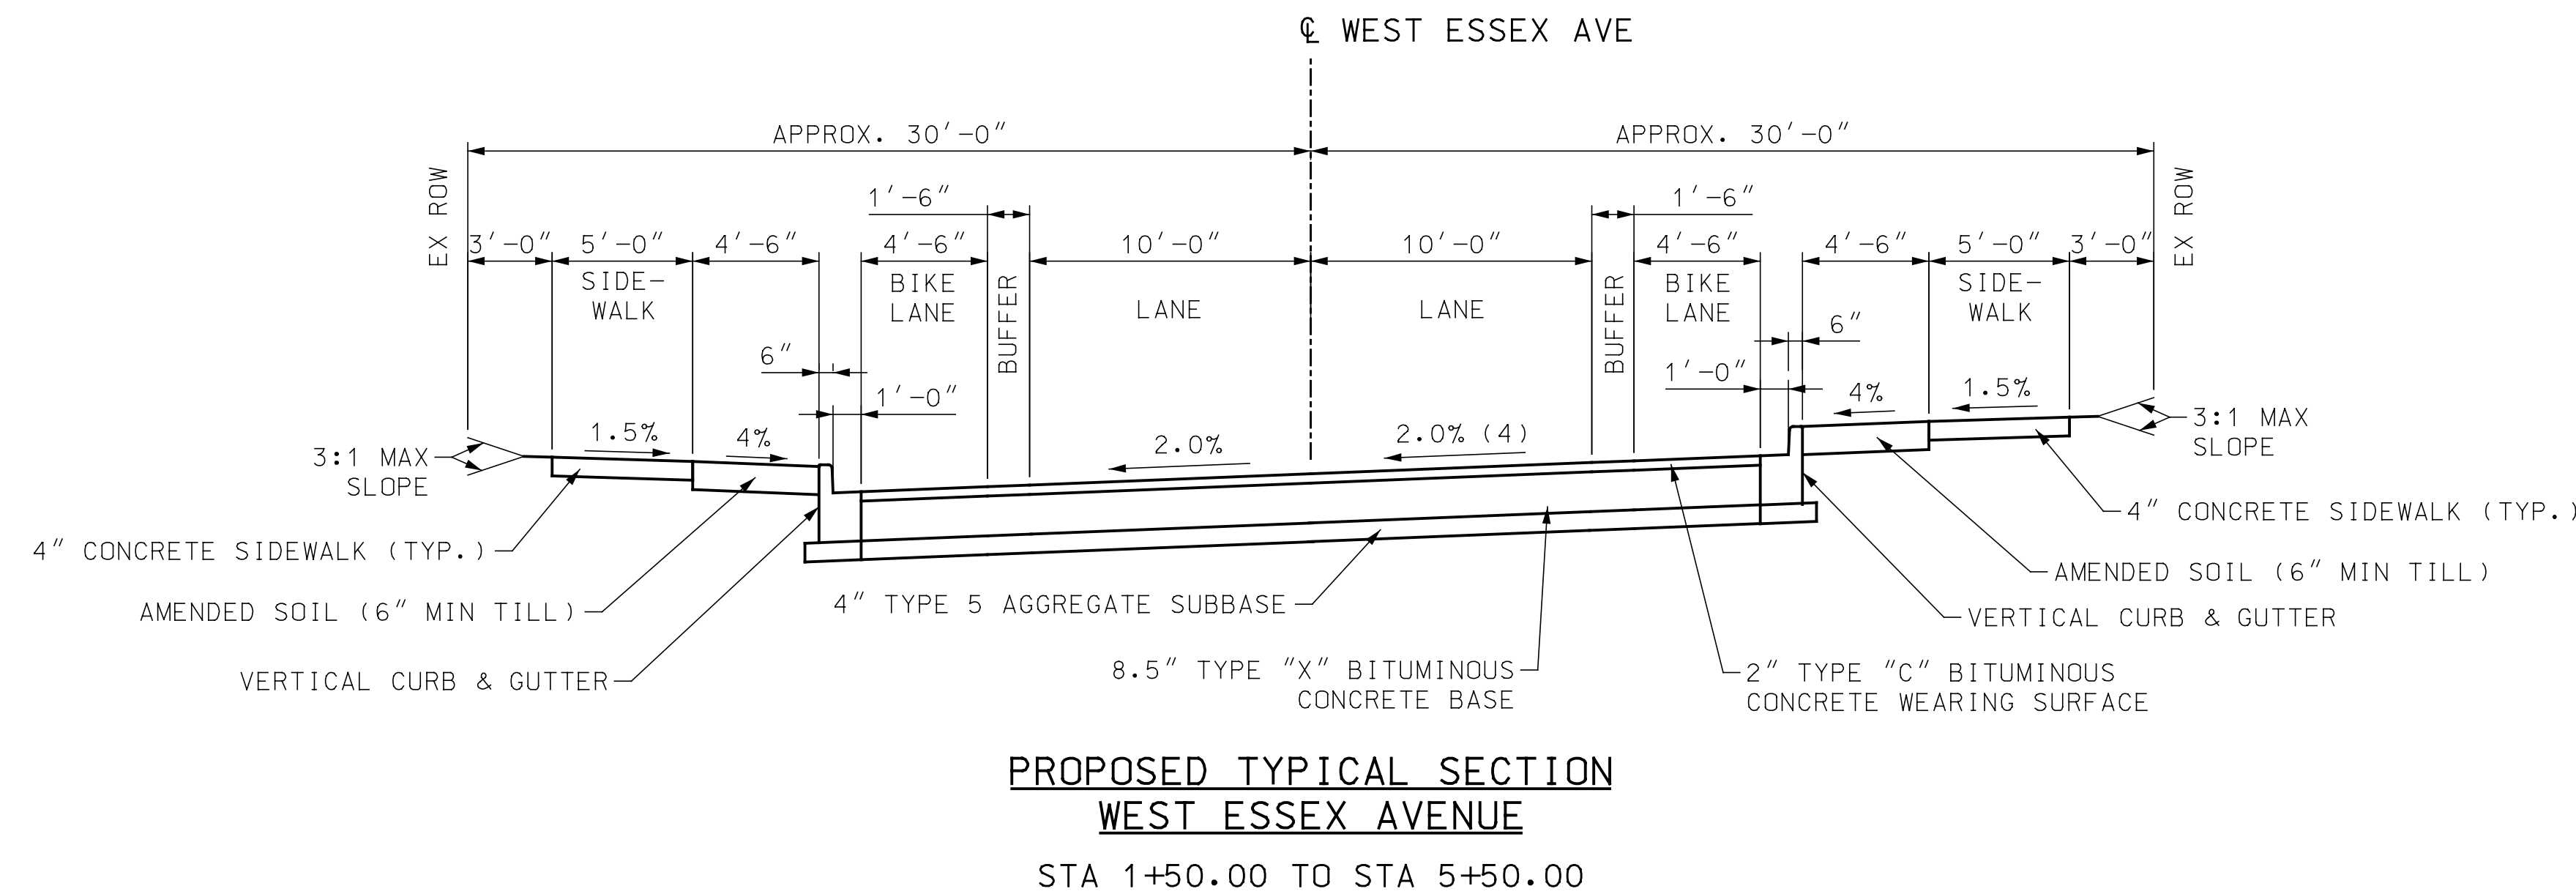 ℄ WEST ESSEX AVE
APPROX. 30'-0"
APPROX. 30'-0"
EX ROW
EX ROW
1'-6"
1'-6"
3'-0"
5'-0"
4'-6"
4'-6"
10'-0"
10'-0"
4'-6"
4'-6"
5'-0"
3'-0"
SIDE-
WALK
BIKE
LANE
BUFFER
LANE
LANE
BUFFER
BIKE
LANE
SIDE-
WALK
6"
6"
1'-0"
1'-0"
1.5%
4%
2.0%
2.0% (4)
4%
1.5%
3:1 MAX
SLOPE
3:1 MAX
SLOPE
4" CONCRETE SIDEWALK (TYP.)
4" CONCRETE SIDEWALK (TYP.)
AMENDED SOIL (6" MIN TILL)
AMENDED SOIL (6" MIN TILL)
4" TYPE 5 AGGREGATE SUBBASE
VERTICAL CURB & GUTTER
VERTICAL CURB & GUTTER
8.5" TYPE "X" BITUMINOUS
CONCRETE BASE
2" TYPE "C" BITUMINOUS
CONCRETE WEARING SURFACE
PROPOSED TYPICAL SECTION
WEST ESSEX AVENUE
STA 1+50.00 TO STA 5+50.00